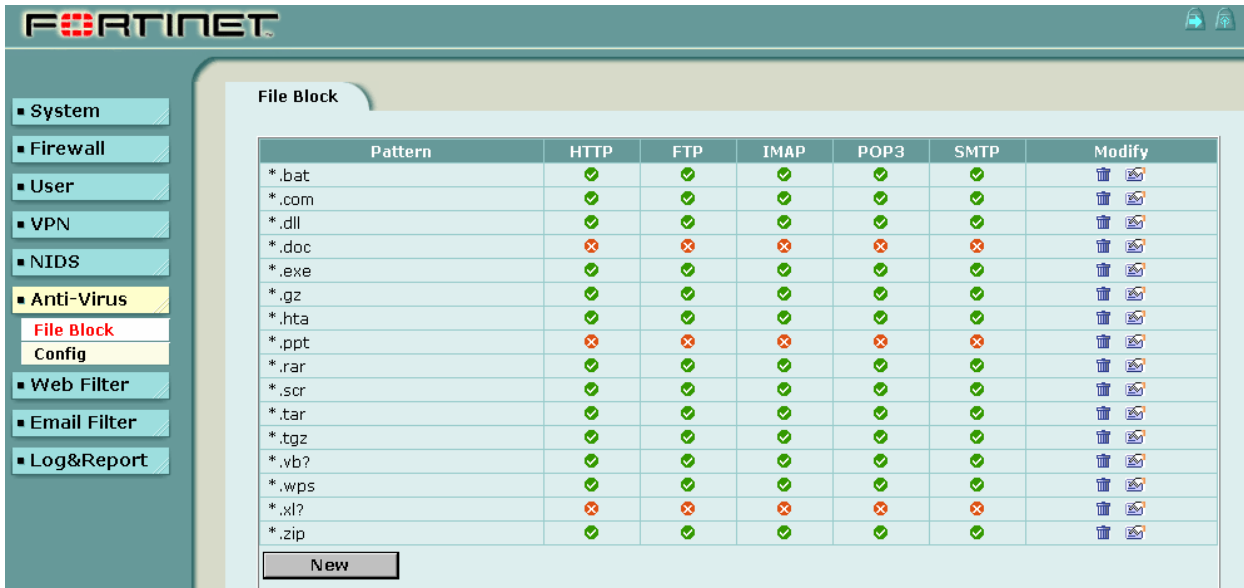 FORTINET
System
Firewall
User
VPN
NIDS
Anti-Virus
File Block
Config
Web Filter
Email Filter
Log&Report
File Block
Pattern HTTP FTP IMAP POP3 SMTP Modify
*.bat
*.com
*.dll
*.doc
*.exe
*.gz
*.hta
*.ppt
*.rar
*.scr
*.tar
*.tgz
*.vb?
*.wps
*.xl?
*.zip
New